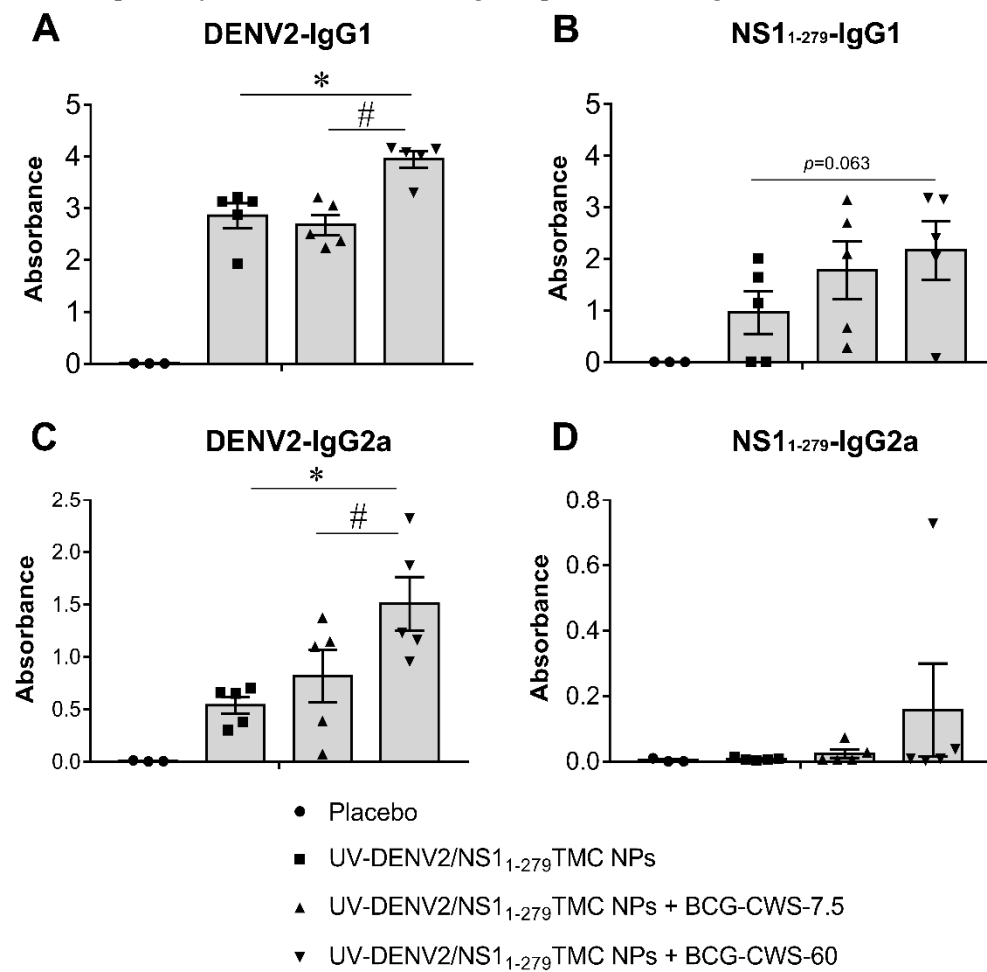 A
DENV2-IgG1
*
#
Absorbance
5
4
3
2
1
0
B
NS11-279-IgG1
p=0.063
Absorbance
5
4
3
2
1
0
C
DENV2-IgG2a
*
#
Absorbance
2.5
2.0
1.5
1.0
0.5
0.0
D
NS11-279-IgG2a
Absorbance
0.8
0.6
0.4
0.2
0.0
Placebo
UV-DENV2/NS11-279TMC NPs
UV-DENV2/NS11-279TMC NPs + BCG-CWS-7.5
UV-DENV2/NS11-279TMC NPs + BCG-CWS-60